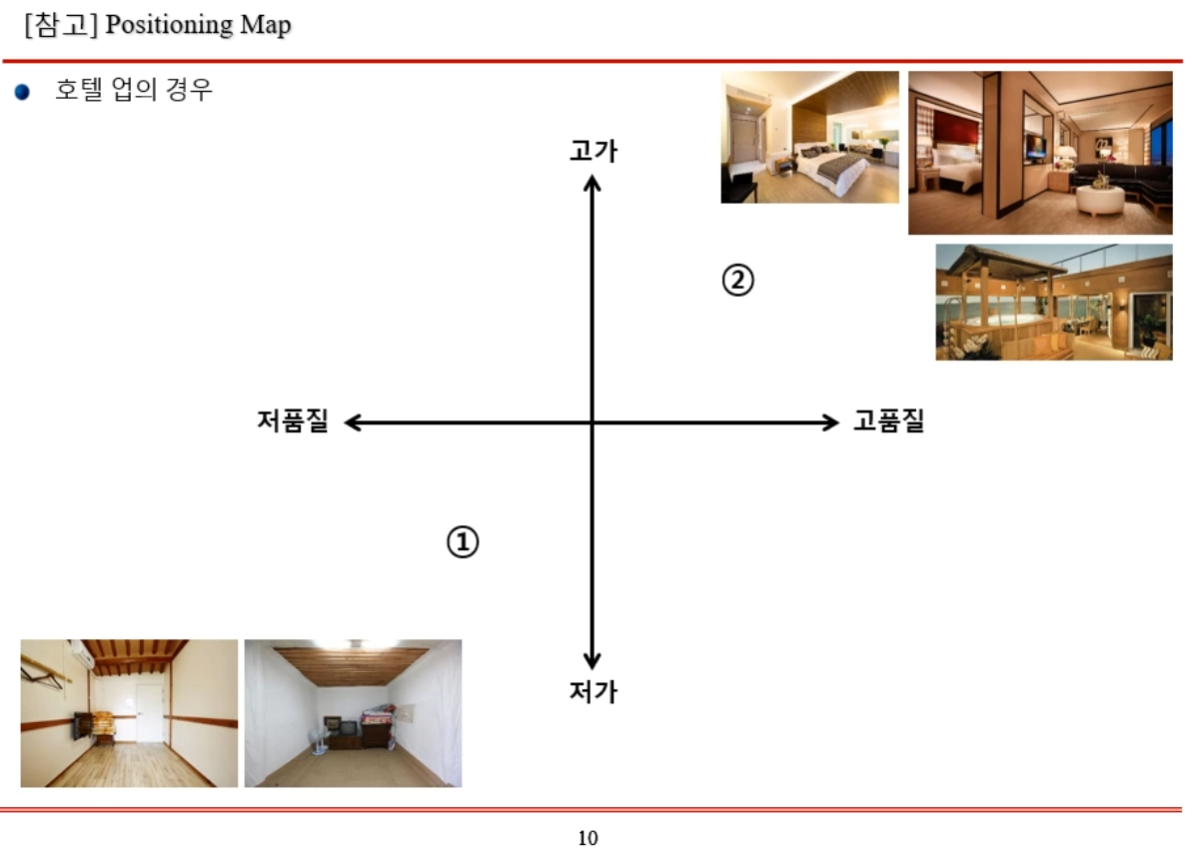 [참고] Positioning Map
호텔 업의 경우
고가
②
저품질
고품질
①
저가
10